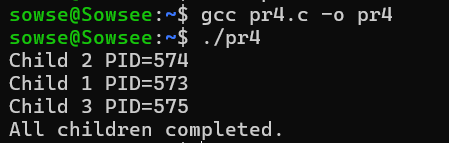 sowse@Sowsee:~$ gcc pr4.c -o pr4
sowse@Sowsee:~$ ./pr4
Child 2 PID=574
Child 1 PID=573
Child 3 PID=575
All children completed.